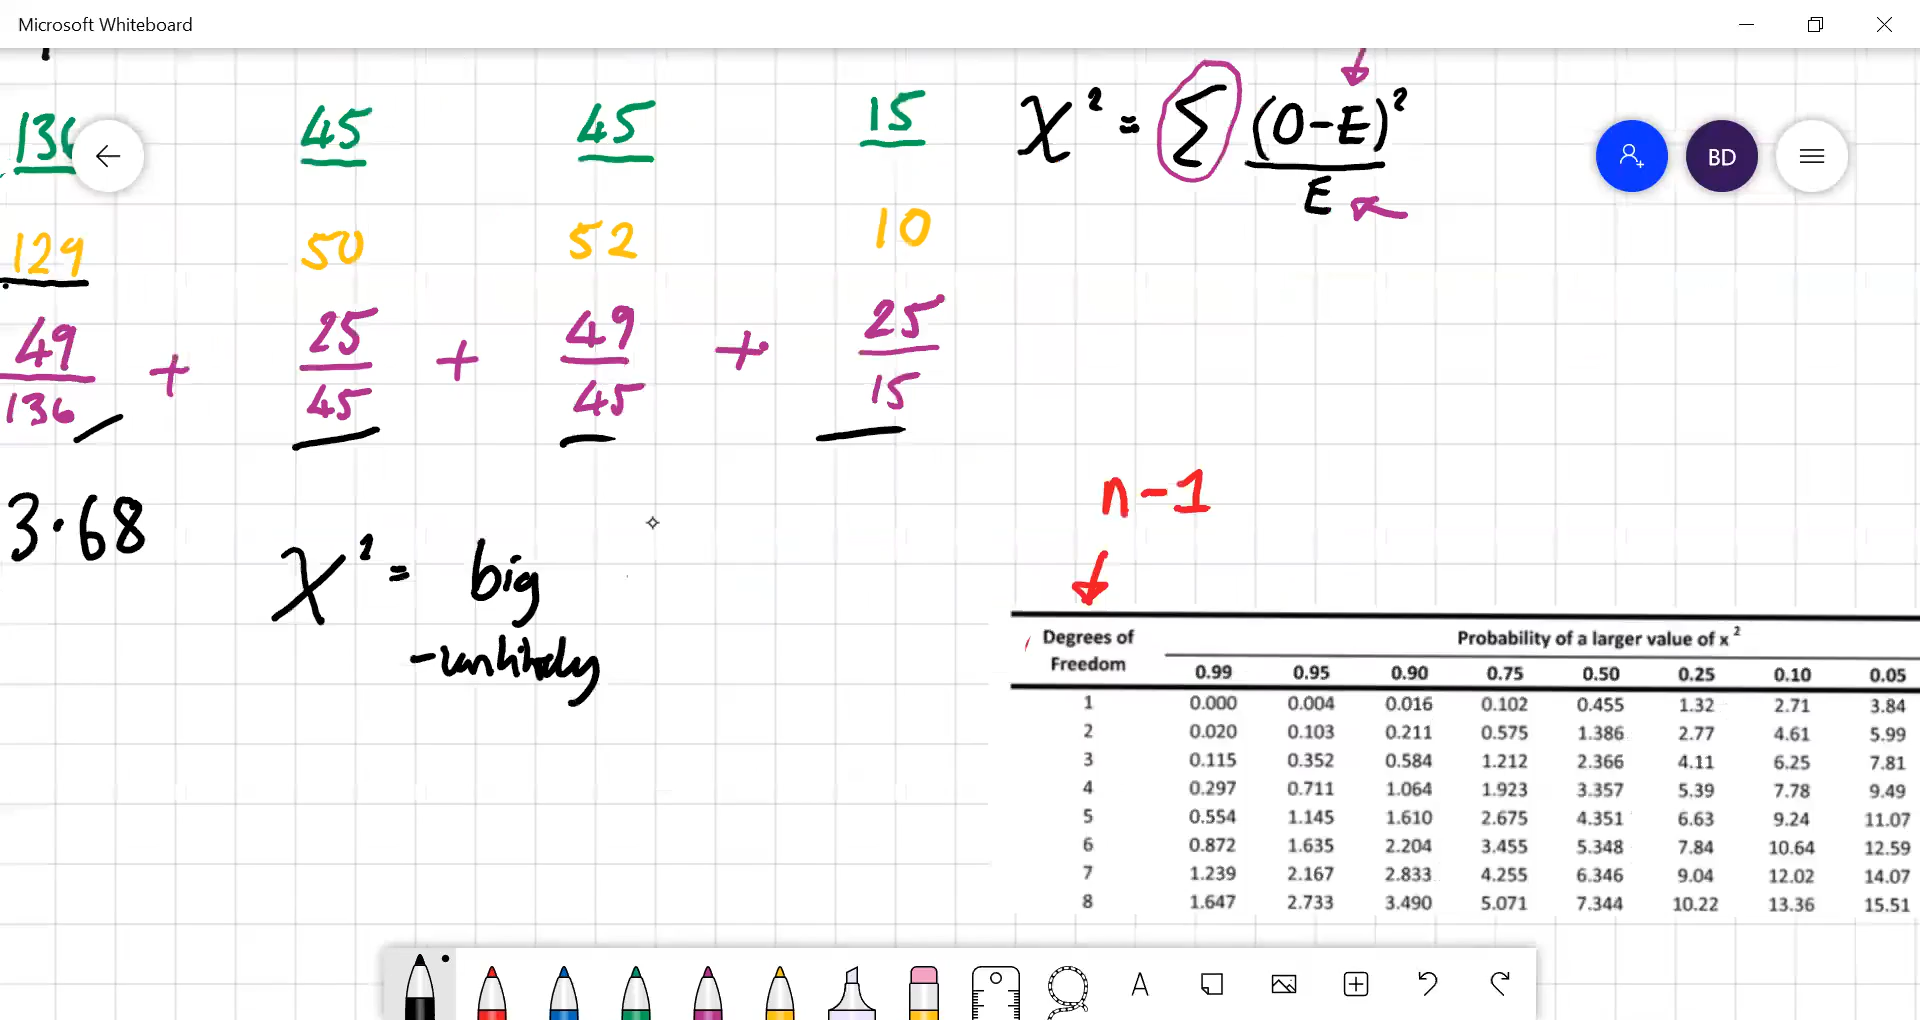 Microsoft Whiteboard
136 45 45 15
129 50 52 10
49/136 + 25/45 + 49/45 + 25/15
3.68
χ² = Σ (O-E)²/E
BD
χ² = big
-unlikely
n-1
Degrees of Freedom Probability of a larger value of x²
0.99 0.95 0.90 0.75 0.50 0.25 0.10 0.05
1 0.000 0.004 0.016 0.102 0.455 1.32 2.71 3.84
2 0.020 0.103 0.211 0.575 1.386 2.77 4.61 5.99
3 0.115 0.352 0.584 1.212 2.366 4.11 6.25 7.81
4 0.297 0.711 1.064 1.923 3.357 5.39 7.78 9.49
5 0.554 1.145 1.610 2.675 4.351 6.63 9.24 11.07
6 0.872 1.635 2.204 3.455 5.348 7.84 10.64 12.59
7 1.239 2.167 2.833 4.255 6.346 9.04 12.02 14.07
8 1.647 2.733 3.490 5.071 7.344 10.22 13.36 15.51
A